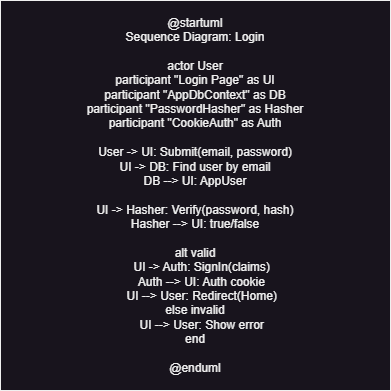 @startuml
Sequence Diagram: Login
actor User
participant "Login Page" as UI
participant "AppDbContext" as DB
participant "PasswordHasher" as Hasher
participant "CookieAuth" as Auth
User -> UI: Submit(email, password)
UI -> DB: Find user by email
DB --> UI: AppUser
UI -> Hasher: Verify(password, hash)
Hasher --> UI: true/false
alt valid
UI -> Auth: SignIn(claims)
Auth --> UI: Auth cookie
UI --> User: Redirect(Home)
else invalid
UI --> User: Show error
end
@enduml